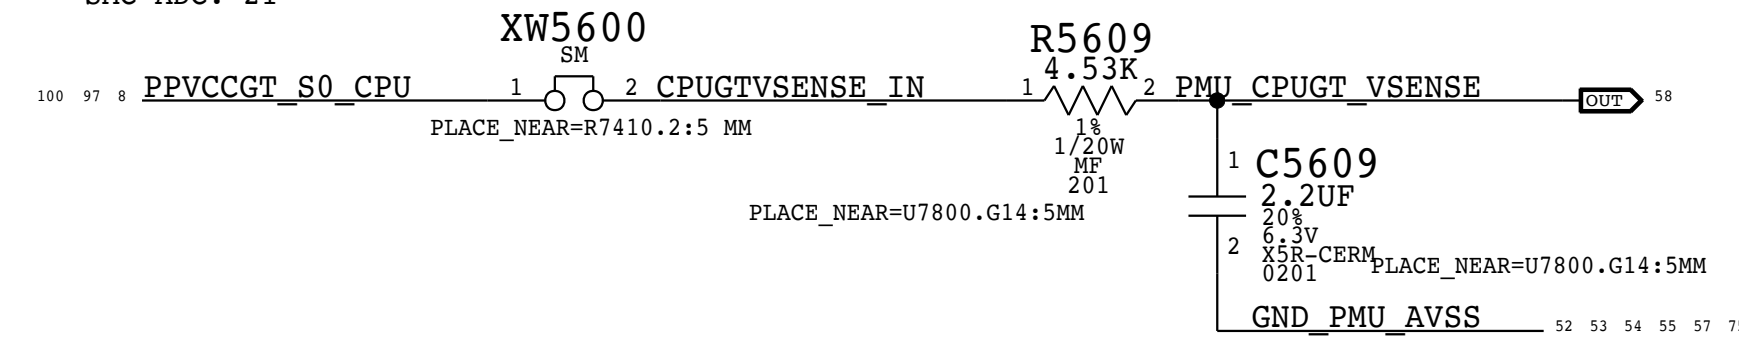 XW5600
SM
100 97 8 PPVCCGT_S0_CPU 1 2 CPUGTVSENSE_IN
PLACE_NEAR=R7410.2:5 MM
R5609
4.53K
1 2 PMU_CPUGT_VSENSE OUT 58
1%
1/20W
MF
201
PLACE_NEAR=U7800.G14:5MM
1 C5609
2.2UF
20%
6.3V
2 X5R-CERM
0201
PLACE_NEAR=U7800.G14:5MM
GND_PMU_AVSS 52 53 54 55 57